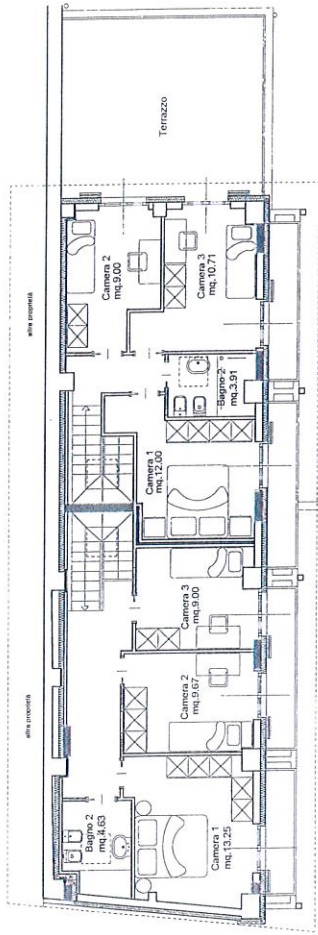 Terrazzo
altra proprietà
Camera 2
mq.9.00
Camera 3
mq.10.71
Bagno 2
mq.3.91
Camera 1
mq.12.00
Camera 3
mq.9.00
altra proprietà
Camera 2
mq.9.67
Bagno 2
mq.4.63
Camera 1
mq.13.25